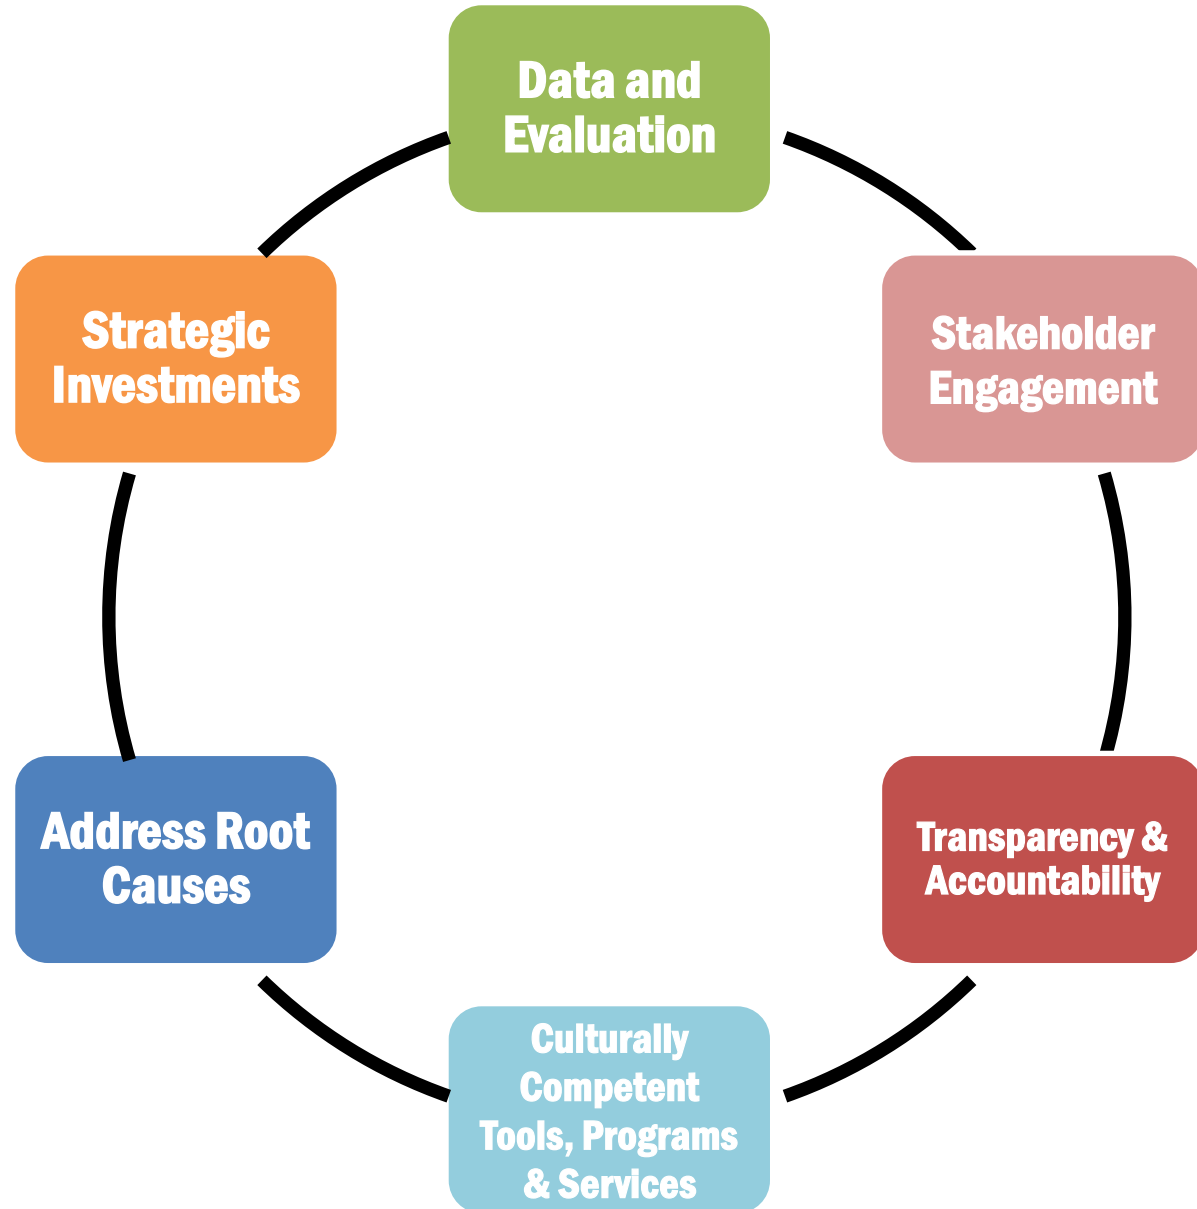 Data and
Evaluation
Stakeholder
Engagement
Transparency &
Accountability
Culturally
Competent
Tools, Programs
& Services
Address Root
Causes
Strategic
Investments